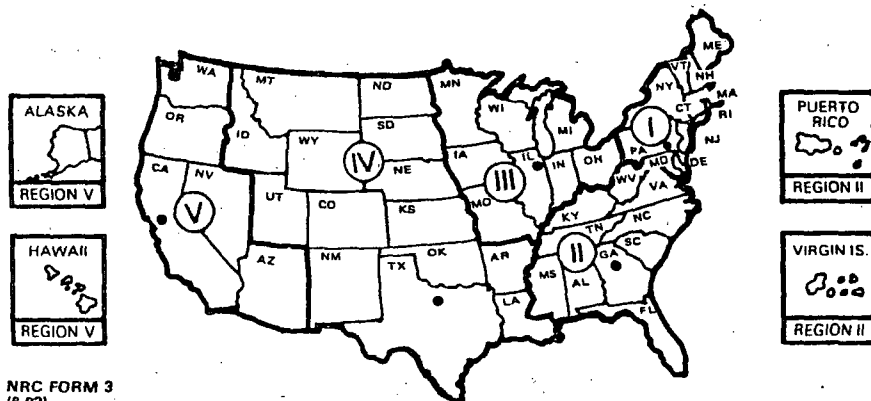 ALASKA
REGION V
HAWAII
REGION V
WA
OR
CA
NV
ID
MT
WY
UT
AZ
CO
NM
ND
SD
NE
KS
OK
TX
MN
IA
MO
AR
LA
WI
IL
MI
IN
OH
KY
TN
MS
AL
GA
FL
SC
NC
VA
WV
PA
MD
DE
NJ
NY
CT
RI
MA
VT
NH
ME
I
II
III
IV
V
PUERTO
RICO
REGION II
VIRGIN IS.
REGION II
NRC FORM 3